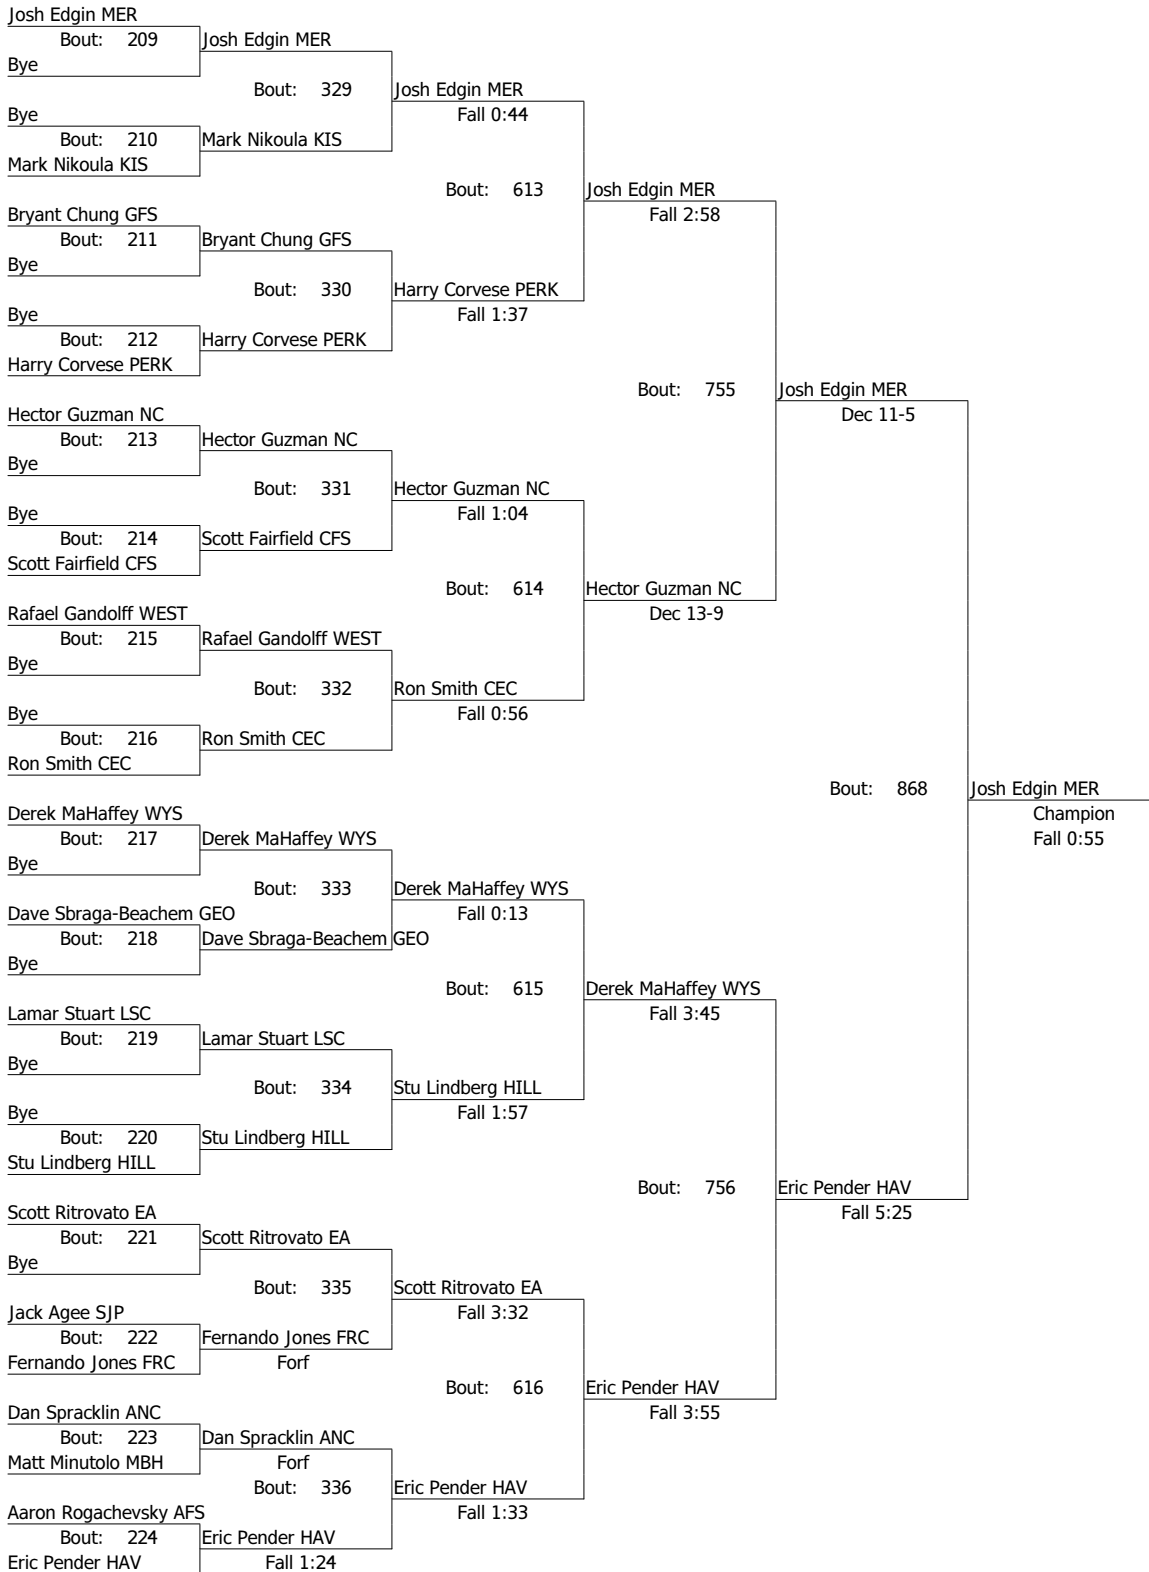 Josh Edgin MER
Bout: 209
Josh Edgin MER
Bye
Bout: 329
Josh Edgin MER
Bye
Fall 0:44
Bout: 210
Mark Nikoula KIS
Mark Nikoula KIS
Bout: 613
Josh Edgin MER
Bryant Chung GFS
Fall 2:58
Bout: 211
Bryant Chung GFS
Bye
Bout: 330
Harry Corvese PERK
Bye
Fall 1:37
Bout: 212
Harry Corvese PERK
Harry Corvese PERK
Bout: 755
Josh Edgin MER
Hector Guzman NC
Dec 11-5
Bout: 213
Hector Guzman NC
Bye
Bout: 331
Hector Guzman NC
Bye
Fall 1:04
Bout: 214
Scott Fairfield CFS
Scott Fairfield CFS
Bout: 614
Hector Guzman NC
Rafael Gandolff WEST
Dec 13-9
Bout: 215
Rafael Gandolff WEST
Bye
Bout: 332
Ron Smith CEC
Bye
Fall 0:56
Bout: 216
Ron Smith CEC
Ron Smith CEC
Bout: 868
Josh Edgin MER
Derek MaHaffey WYS
Champion
Bout: 217
Derek MaHaffey WYS
Fall 0:55
Bye
Bout: 333
Derek MaHaffey WYS
Dave Sbraga-Beachem GEO
Fall 0:13
Bout: 218
Dave Sbraga-Beachem GEO
Bye
Bout: 615
Derek MaHaffey WYS
Lamar Stuart LSC
Fall 3:45
Bout: 219
Lamar Stuart LSC
Bye
Bout: 334
Stu Lindberg HILL
Bye
Fall 1:57
Bout: 220
Stu Lindberg HILL
Stu Lindberg HILL
Bout: 756
Eric Pender HAV
Scott Ritrovato EA
Fall 5:25
Bout: 221
Scott Ritrovato EA
Bye
Bout: 335
Scott Ritrovato EA
Jack Agee SJP
Fall 3:32
Bout: 222
Fernando Jones FRC
Fernando Jones FRC
Forf
Bout: 616
Eric Pender HAV
Dan Spracklin ANC
Fall 3:55
Bout: 223
Dan Spracklin ANC
Matt Minutolo MBH
Forf
Bout: 336
Eric Pender HAV
Aaron Rogachevsky AFS
Fall 1:33
Bout: 224
Eric Pender HAV
Eric Pender HAV
Fall 1:24